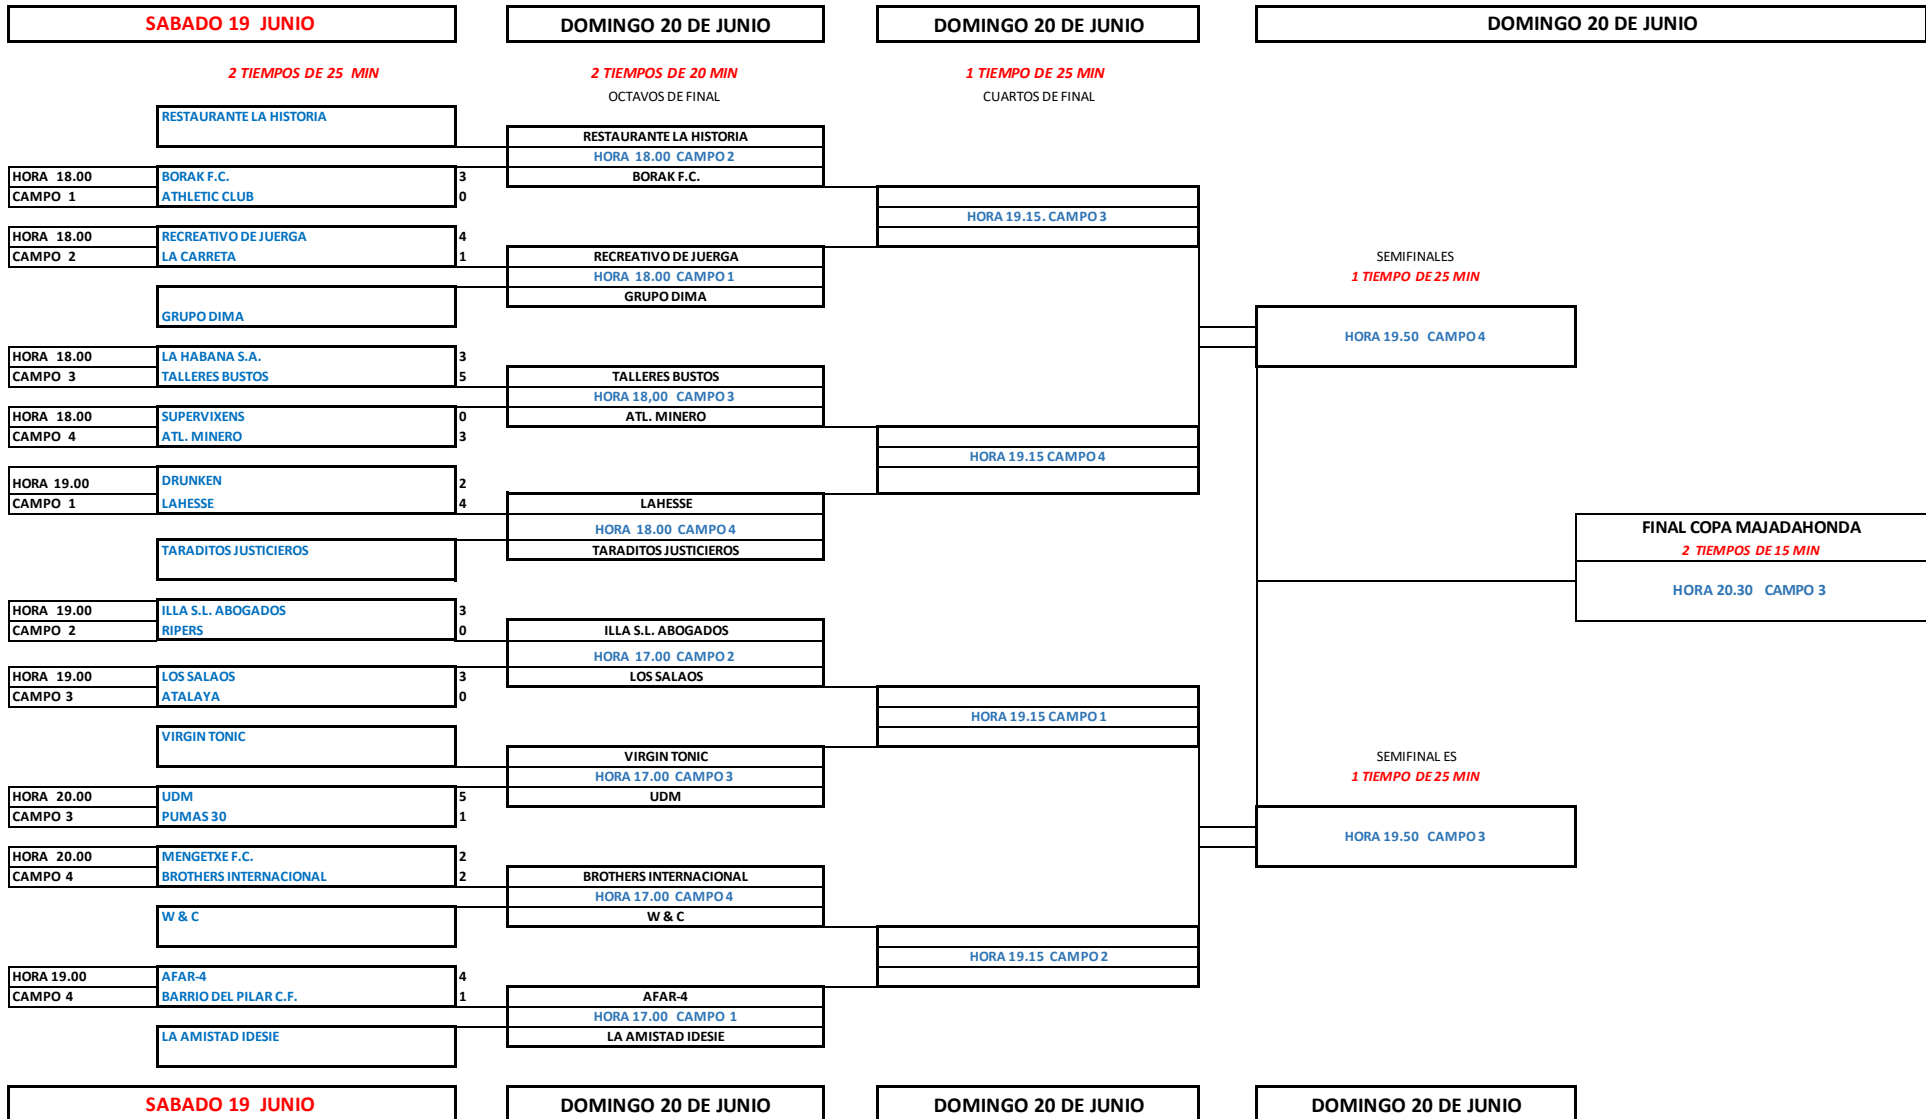 SABADO 19 JUNIO
DOMINGO 20 DE JUNIO
DOMINGO 20 DE JUNIO
DOMINGO 20 DE JUNIO
2 TIEMPOS DE 25 MIN
2 TIEMPOS DE 20 MIN
1 TIEMPO DE 25 MIN
OCTAVOS DE FINAL
CUARTOS DE FINAL
RESTAURANTE LA HISTORIA
HORA 18.00 BORAK F.C. 3
CAMPO 1 ATHLETIC CLUB 0
HORA 18.00 RECREATIVO DE JUERGA 4
CAMPO 2 LA CARRETA 1
GRUPO DIMA
HORA 18.00 LA HABANA S.A. 3
CAMPO 3 TALLERES BUSTOS 5
HORA 18.00 SUPERVIXENS 0
CAMPO 4 ATL. MINERO 3
HORA 19.00 DRUNKEN 2
CAMPO 1 LAHESSE 4
TARADITOS JUSTICIEROS
HORA 19.00 ILLA S.L. ABOGADOS 3
CAMPO 2 RIPERS 0
HORA 19.00 LOS SALAOS 3
CAMPO 3 ATALAYA 0
VIRGIN TONIC
HORA 20.00 UDM 5
CAMPO 3 PUMAS 30 1
HORA 20.00 MENGETXE F.C. 2
CAMPO 4 BROTHERS INTERNACIONAL 2
W & C
HORA 19.00 AFAR-4 4
CAMPO 4 BARRIO DEL PILAR C.F. 1
LA AMISTAD IDESIE
RESTAURANTE LA HISTORIA
HORA 18.00 CAMPO 2
BORAK F.C.
RECREATIVO DE JUERGA
HORA 18.00 CAMPO 1
GRUPO DIMA
TALLERES BUSTOS
HORA 18,00 CAMPO 3
ATL. MINERO
LAHESSE
HORA 18.00 CAMPO 4
TARADITOS JUSTICIEROS
ILLA S.L. ABOGADOS
HORA 17.00 CAMPO 2
LOS SALAOS
VIRGIN TONIC
HORA 17.00 CAMPO 3
UDM
BROTHERS INTERNACIONAL
HORA 17.00 CAMPO 4
W & C
AFAR-4
HORA 17.00 CAMPO 1
LA AMISTAD IDESIE
HORA 19.15. CAMPO 3
HORA 19.15 CAMPO 4
HORA 19.15 CAMPO 1
HORA 19.15 CAMPO 2
SEMIFINALES
1 TIEMPO DE 25 MIN
HORA 19.50 CAMPO 4
SEMIFINAL ES
1 TIEMPO DE 25 MIN
HORA 19.50 CAMPO 3
FINAL COPA MAJADAHONDA
2 TIEMPOS DE 15 MIN
HORA 20.30 CAMPO 3
SABADO 19 JUNIO
DOMINGO 20 DE JUNIO
DOMINGO 20 DE JUNIO
DOMINGO 20 DE JUNIO